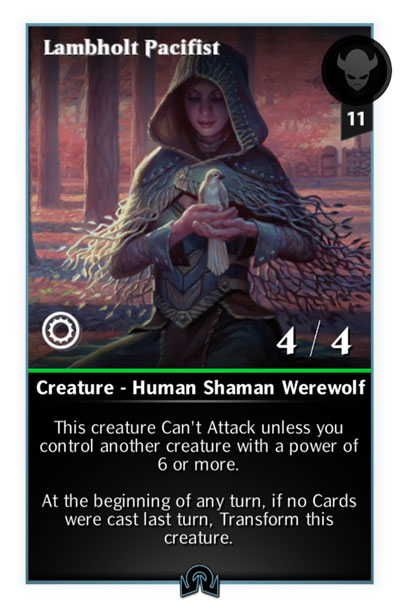 Lambholt Pacifist
11
4 / 4
Creature - Human Shaman Werewolf
This creature Can't Attack unless you
control another creature with a power of
6 or more.
At the beginning of any turn, if no Cards
were cast last turn, Transform this
creature.